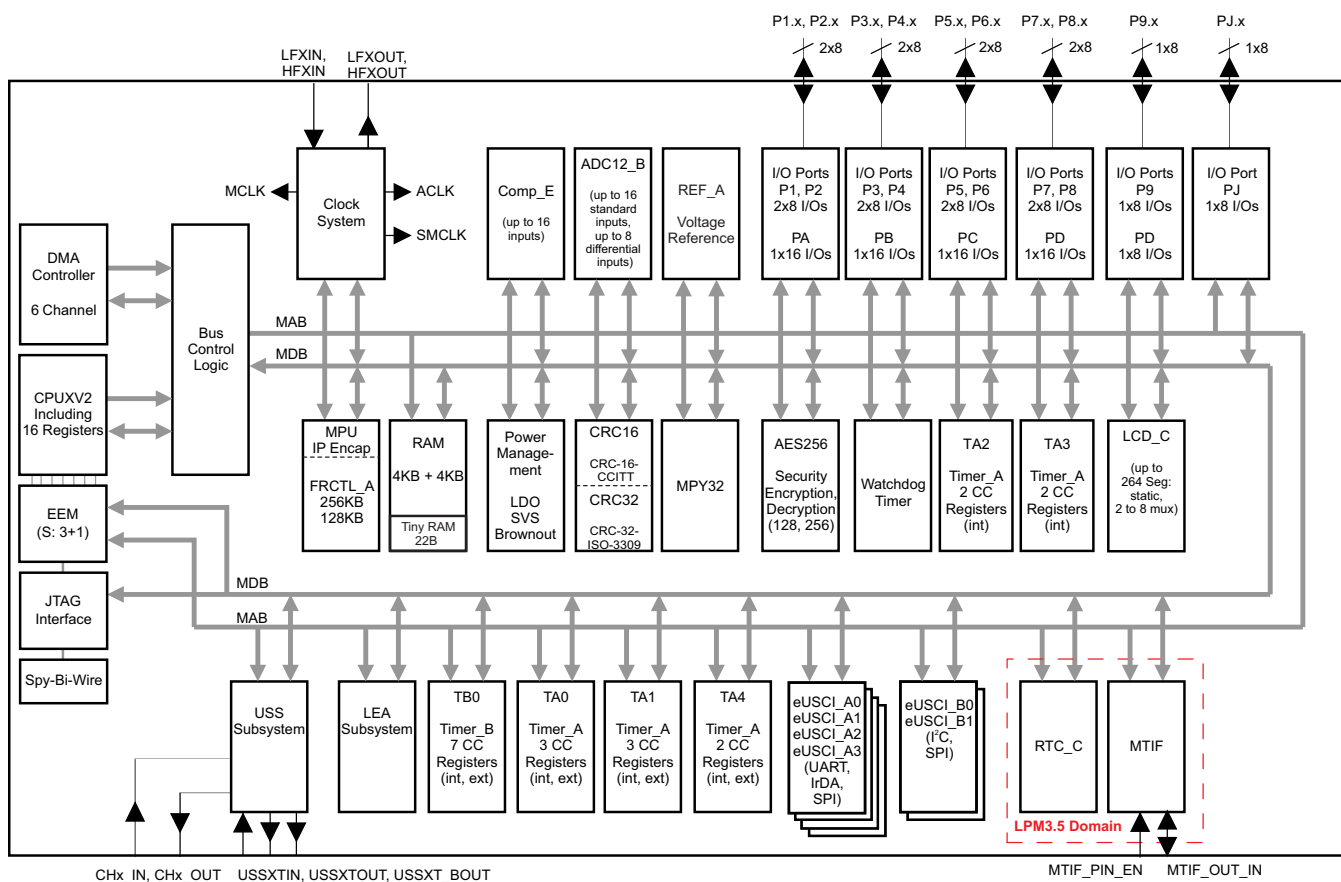 P1.x, P2.x
P3.x, P4.x
P5.x, P6.x
P7.x, P8.x
P9.x
PJ.x
2x8
2x8
2x8
2x8
1x8
1x8
LFXIN,
HFXIN
LFXOUT,
HFXOUT
MCLK
Clock
System
ACLK
SMCLK
Comp_E
(up to 16
inputs)
ADC12_B
(up to 16
standard
inputs,
up to 8
differential
inputs)
REF_A
Voltage
Reference
I/O Ports
P1, P2
2x8 I/Os
PA
1x16 I/Os
I/O Ports
P3, P4
2x8 I/Os
PB
1x16 I/Os
I/O Ports
P5, P6
2x8 I/Os
PC
1x16 I/Os
I/O Ports
P7, P8
2x8 I/Os
PD
1x16 I/Os
I/O Ports
P9
1x8 I/Os
PD
1x8 I/Os
I/O Port
PJ
1x8 I/Os
DMA
Controller
6 Channel
Bus
Control
Logic
MAB
MDB
CPUXV2
Including
16 Registers
EEM
(S: 3+1)
JTAG
Interface
Spy-Bi-Wire
MPU
IP Encap
FRCTL_A
256KB
128KB
RAM
4KB + 4KB
Tiny RAM
22B
Power
Manage-
ment
LDO
SVS
Brownout
CRC16
CRC-16-
CCITT
CRC32
CRC-32-
ISO-3309
MPY32
AES256
Security
Encryption,
Decryption
(128, 256)
Watchdog
Timer
TA2
Timer_A
2 CC
Registers
(int)
TA3
Timer_A
2 CC
Registers
(int)
LCD_C
(up to
264 Seg:
static,
2 to 8 mux)
MDB
MAB
USS
Subsystem
LEA
Subsystem
TB0
Timer_B
7 CC
Registers
(int, ext)
TA0
Timer_A
3 CC
Registers
(int, ext)
TA1
Timer_A
3 CC
Registers
(int, ext)
TA4
Timer_A
2 CC
Registers
(int, ext)
eUSCI_A0
eUSCI_A1
eUSCI_A2
eUSCI_A3
(UART,
IrDA,
SPI)
eUSCI_B0
eUSCI_B1
(I²C,
SPI)
RTC_C
MTIF
LPM3.5 Domain
CHx_IN, CHx_OUT
USSXTIN, USSXTOUT, USSXT_BOUT
MTIF_PIN_EN
MTIF_OUT_IN